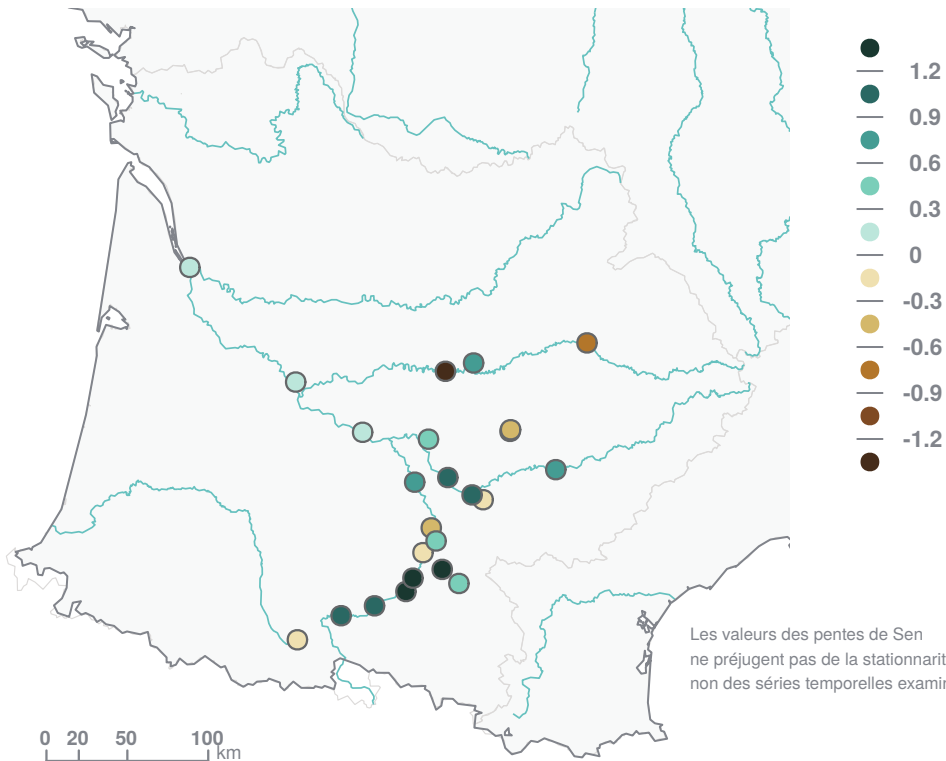 1.2
0.9
0.6
0.3
0
-0.3
-0.6
-0.9
-1.2
Les valeurs des pentes de Sen
ne préjugent pas de la stationnarit
non des séries temporelles examin
0 20 50 100
km